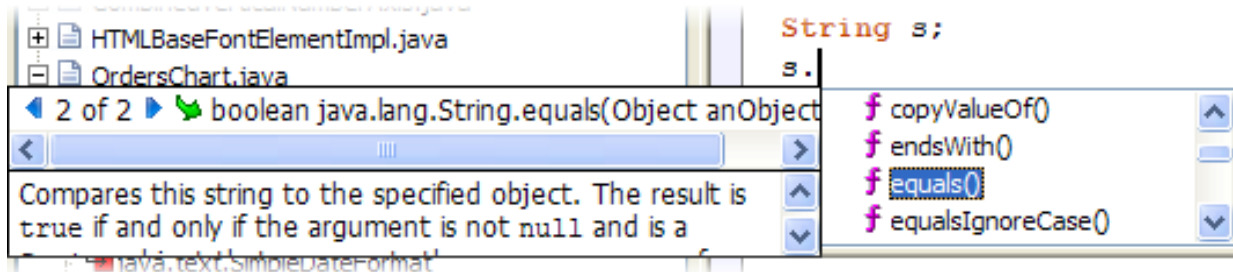 HTMLBaseFontElementImpl.java
OrdersChart.java
2 of 2 boolean java.lang.String.equals(Object anObject
Compares this string to the specified object. The result is
true if and only if the argument is not null and is a
'java.text.SimpleDateFormat'
String s;
s.
copyValueOf()
endsWith()
equals()
equalsIgnoreCase()